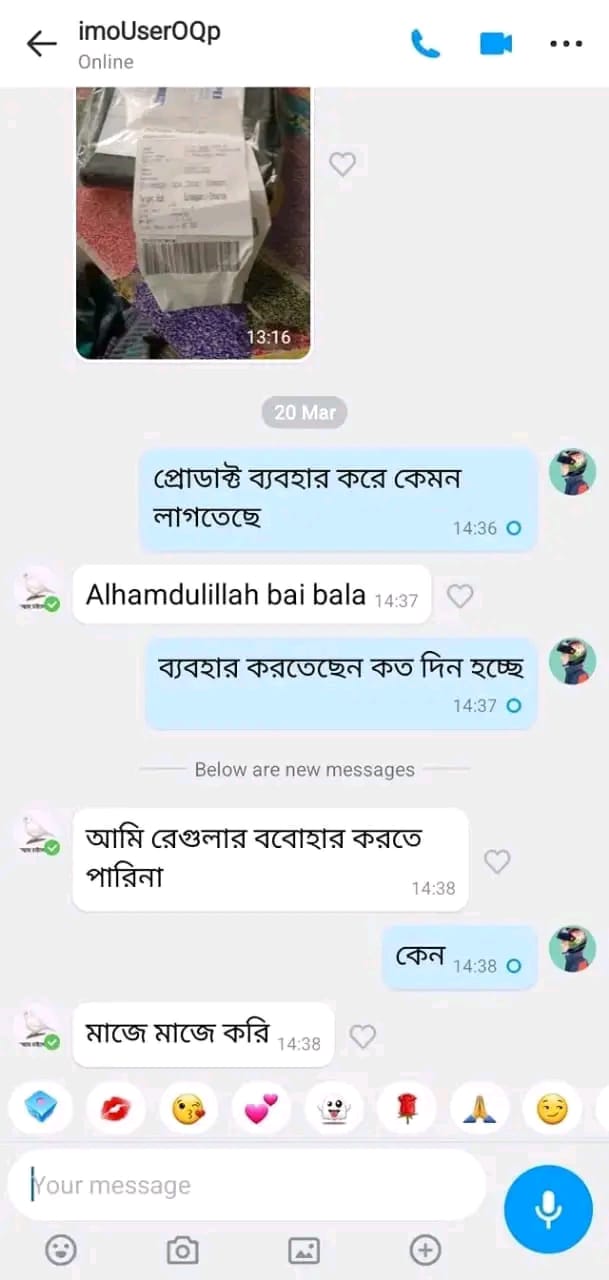 imoUserOQp
Online
13:16
20 Mar
প্রোডাক্ট ব্যবহার করে কেমন
লাগতেছে
14:36
Alhamdulillah bai bala 14:37
ব্যবহার করতেছেন কত দিন হচ্ছে
14:37
Below are new messages
আমি রেগুলার ববোহার করতে
পারিনা
14:38
কেন 14:38
মাজে মাজে করি 14:38
Your message